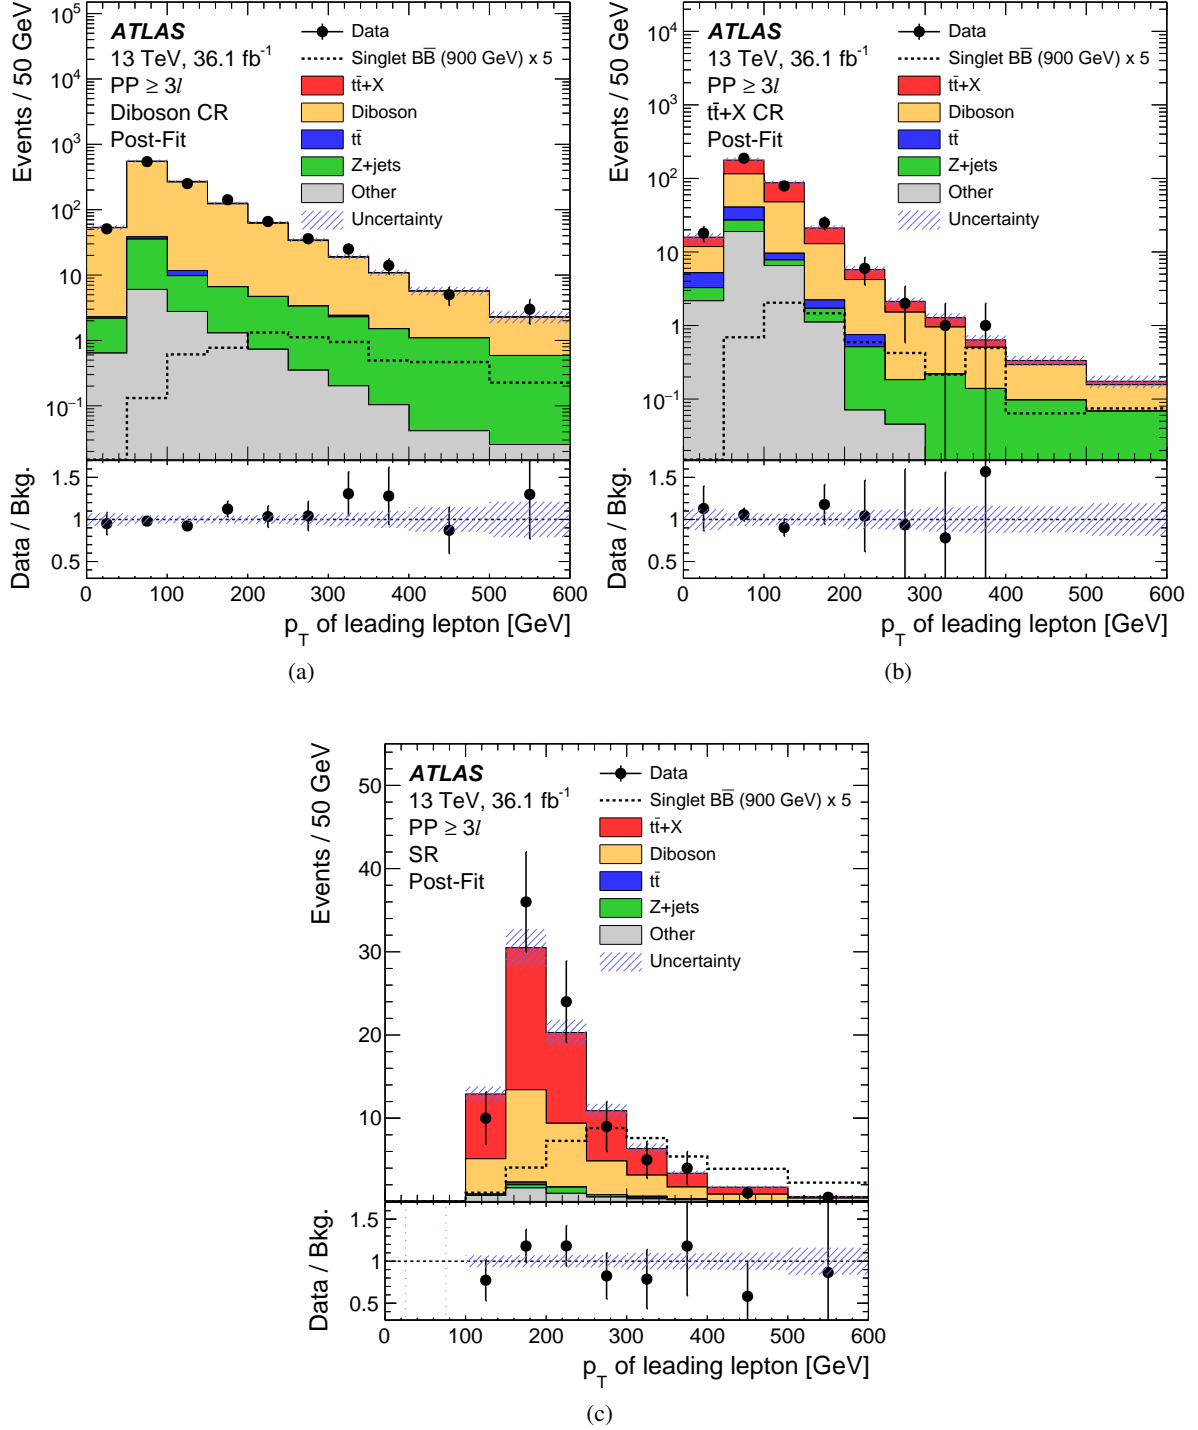 Events / 50 GeV
10⁵
10⁴
10³
10²
10
1
10⁻¹
ATLAS
13 TeV, 36.1 fb⁻¹
PP ≥ 3l
Diboson CR
Post-Fit
Data
Singlet BB̅ (900 GeV) x 5
tt̄+X
Diboson
tt̄
Z+jets
Other
Uncertainty
Data / Bkg.
1.5
1
0.5
0 100 200 300 400 500 600
p_T of leading lepton [GeV]
(a)
Events / 50 GeV
10⁴
10³
10²
10
1
10⁻¹
ATLAS
13 TeV, 36.1 fb⁻¹
PP ≥ 3l
tt̄+X CR
Post-Fit
Data
Singlet BB̅ (900 GeV) x 5
tt̄+X
Diboson
tt̄
Z+jets
Other
Uncertainty
Data / Bkg.
1.5
1
0.5
0 100 200 300 400 500 600
p_T of leading lepton [GeV]
(b)
Events / 50 GeV
50
40
30
20
10
ATLAS
13 TeV, 36.1 fb⁻¹
PP ≥ 3l
SR
Post-Fit
Data
Singlet BB̅ (900 GeV) x 5
tt̄+X
Diboson
tt̄
Z+jets
Other
Uncertainty
Data / Bkg.
1.5
1
0.5
0 100 200 300 400 500 600
p_T of leading lepton [GeV]
(c)